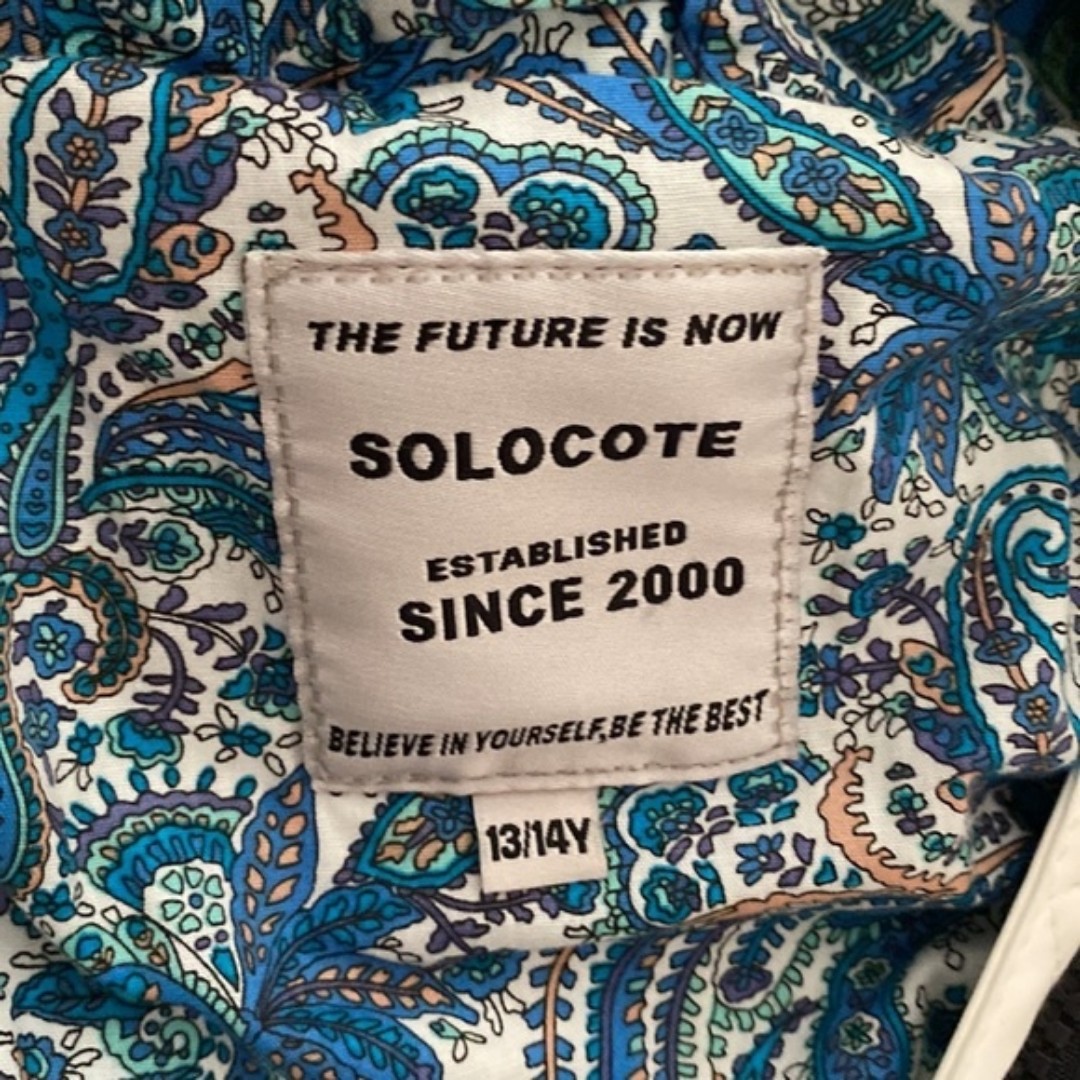 THE FUTURE IS NOW
SOLOCOTE
ESTABLISHED
SINCE 2000
BELIEVE IN YOURSELF,BE THE BEST
13/14Y